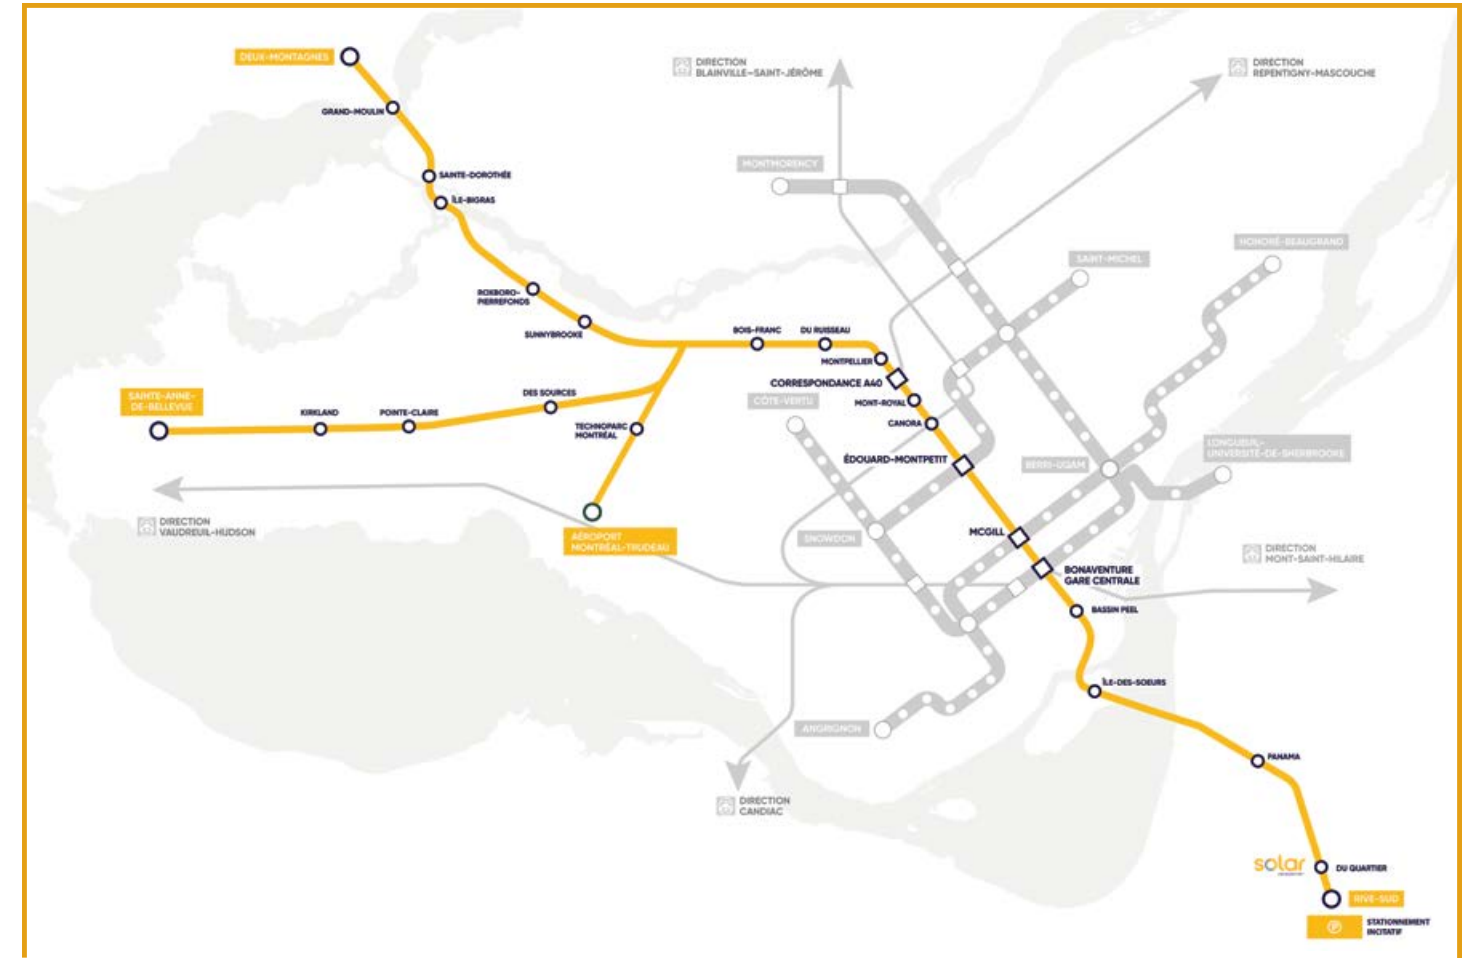 DEUX-MONTAGNES
GRAND-MOULIN
SAINTE-DOROTHÉE
ÎLE-BIGRAS
ROXBORO-
PIERREFONDS
SUNNYBROOKE
DIRECTION
BLAINVILLE-SAINT-JÉRÔME
DIRECTION
REPENTIGNY-MASCOUCHE
MONTMORENCY
SAINT-MICHEL
HONORÉ-BEAUGRAND
BOIS-FRANC
DU RUISSEAU
MONTPELLIER
CORRESPONDANCE A40
MONT-ROYAL
CANORA
ÉDOUARD-MONTPETIT
CÔTE-VERTU
SAINTE-ANNE-
DE-BELLEVUE
KIRKLAND
POINTE-CLAIRE
DES SOURCES
TECHNOPARC
MONTRÉAL
AÉROPORT
MONTRÉAL-TRUDEAU
DIRECTION
VAUDREUIL-HUDSON
BERRI-UQAM
LONGUEUIL-
UNIVERSITÉ-DE-SHERBROOKE
SNOWDON
MCGILL
BONAVENTURE
GARE CENTRALE
DIRECTION
MONT-SAINT-HILAIRE
BASSIN PEEL
ÎLE-DES-SOEURS
ANGRIGNON
DIRECTION
CANDIAC
PANAMA
solar
DU QUARTIER
RIVE-SUD
P
STATIONNEMENT
INCITATIF